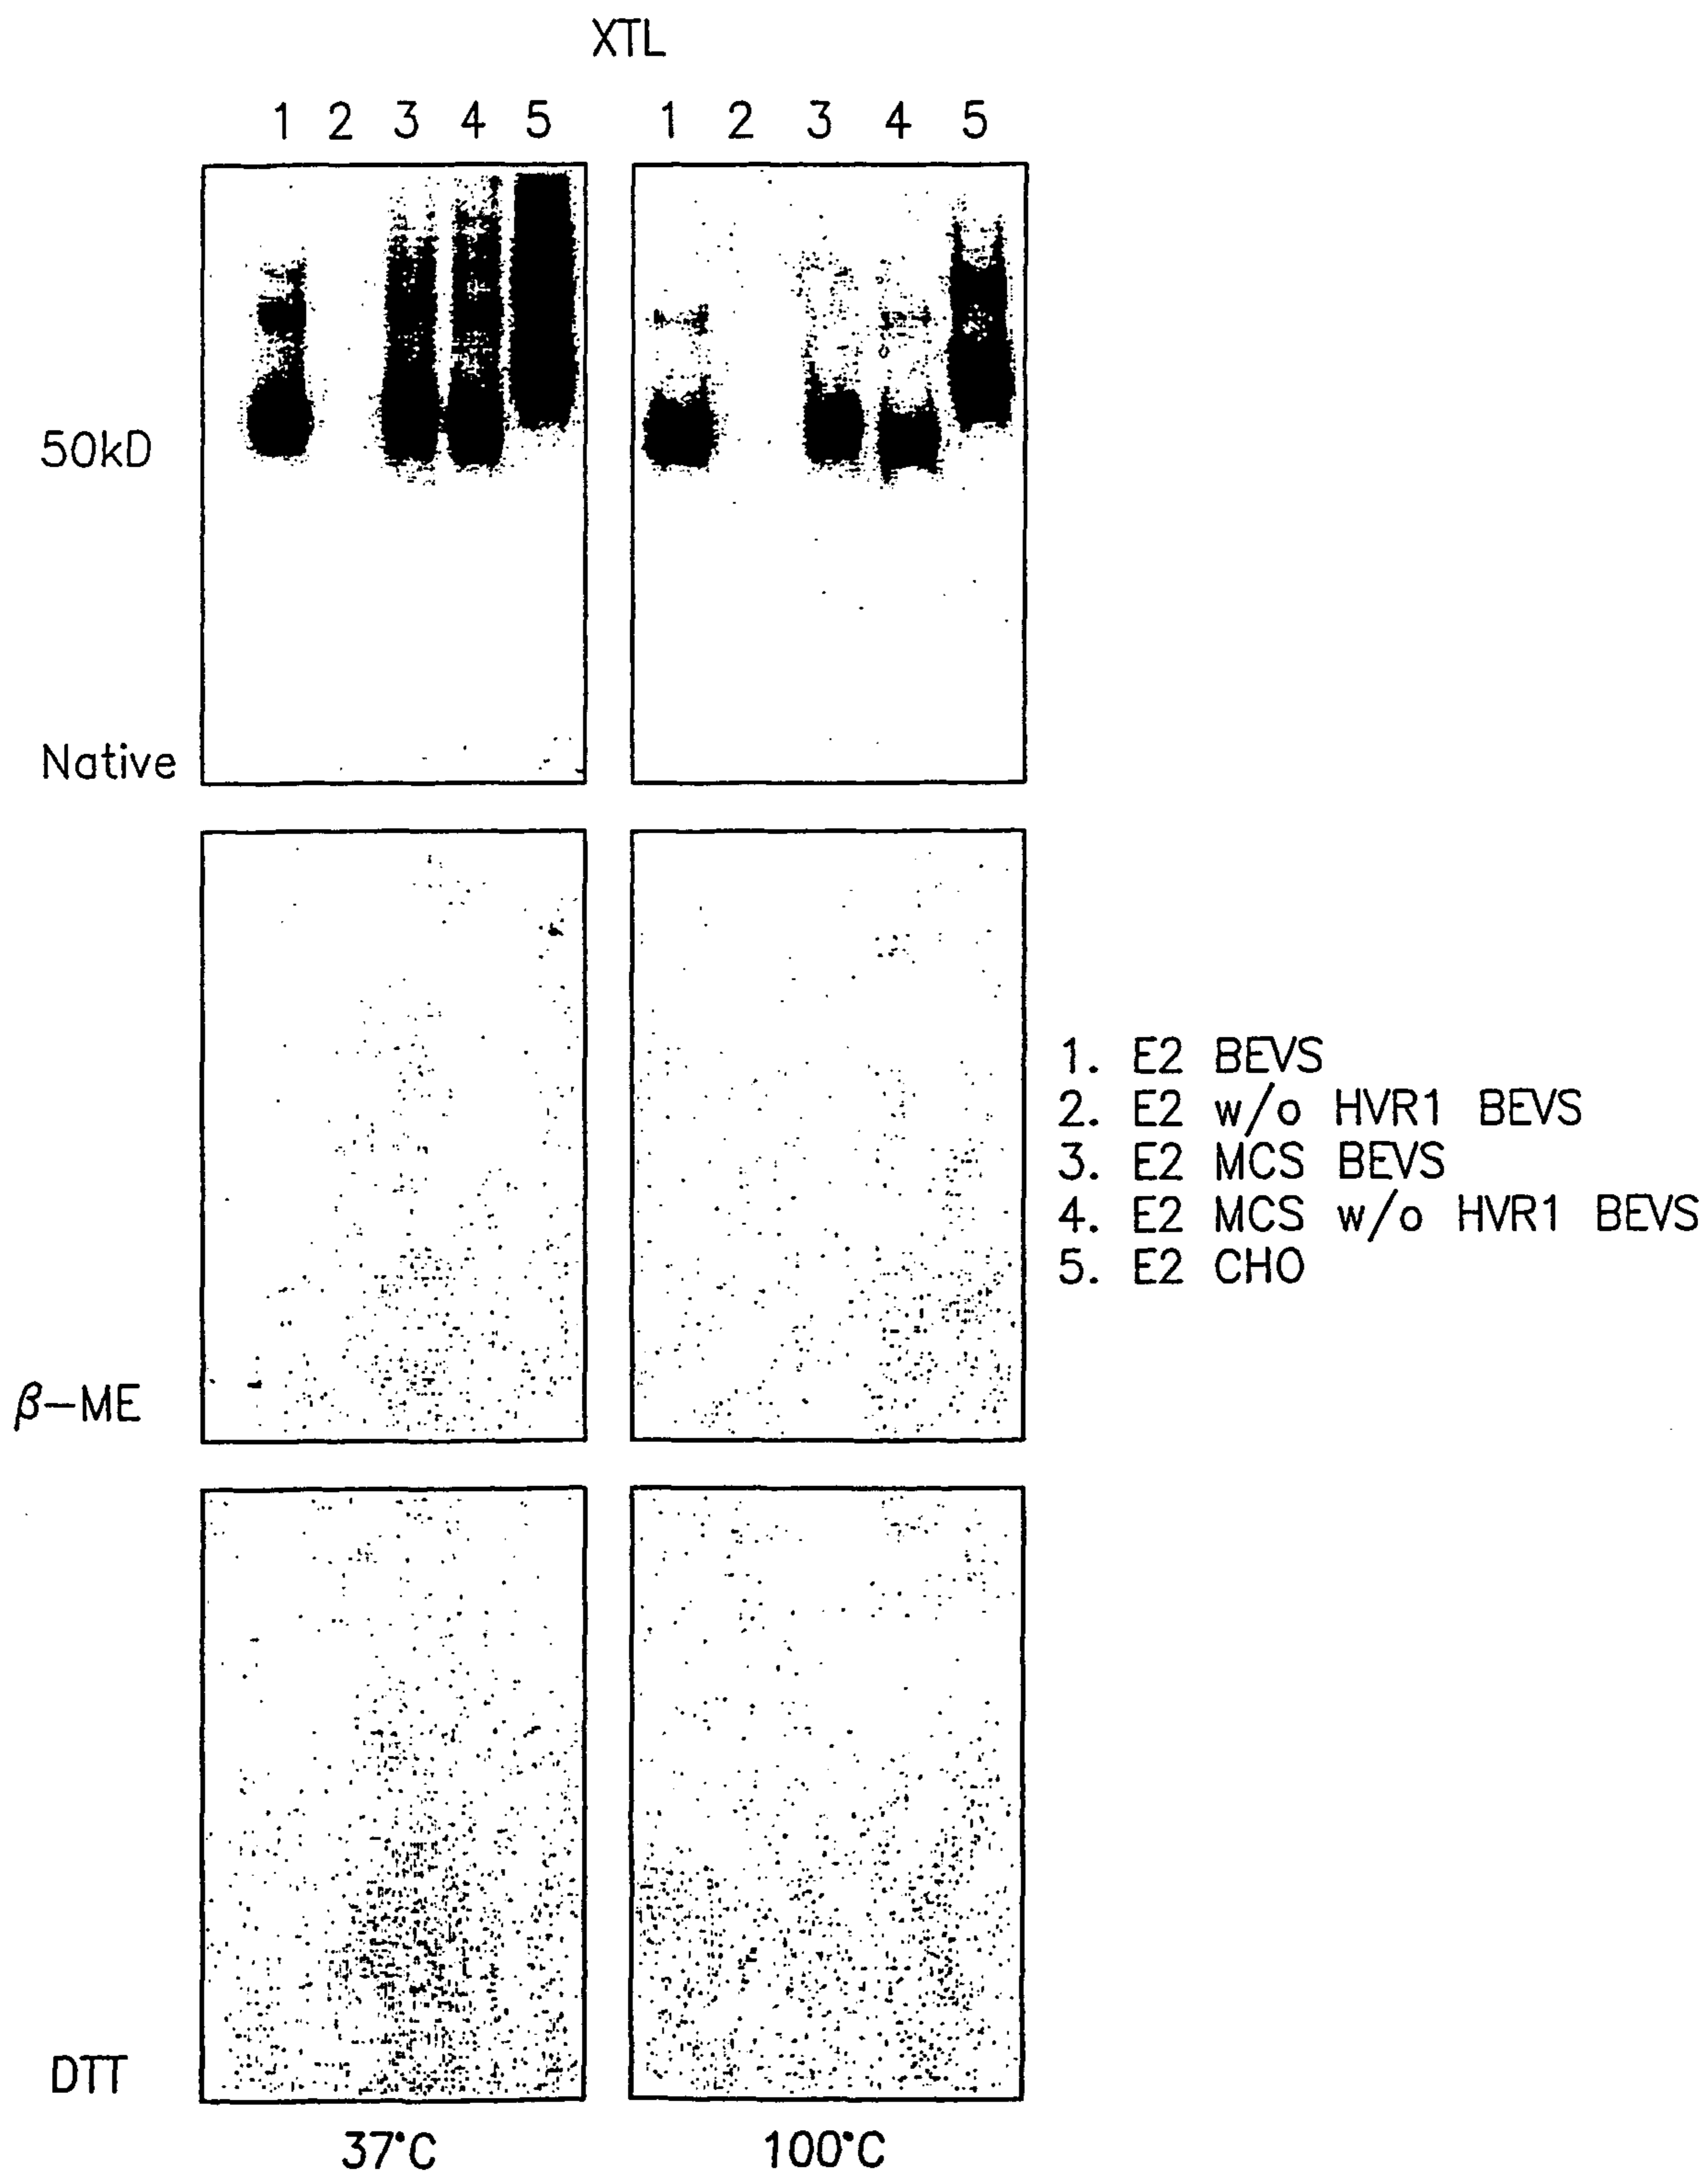 XTL
1 2 3 4 5 1 2 3 4 5
50kD
Native
1. E2 BEVS
2. E2 w/o HVR1 BEVS
3. E2 MCS BEVS
4. E2 MCS w/o HVR1 BEVS
5. E2 CHO
β-ME
DTT
37°C 100°C